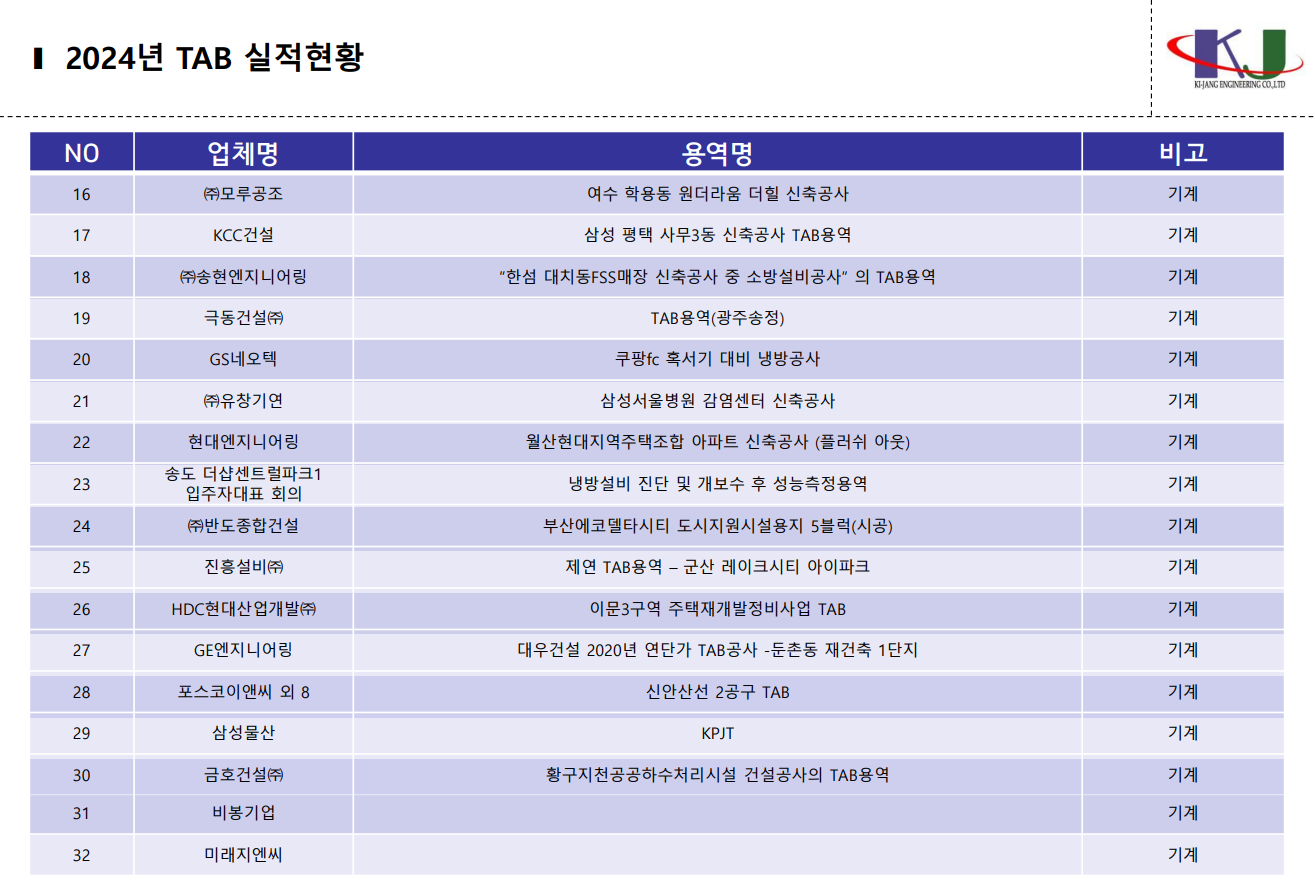 2024년 TAB 실적현황
KJ
KI-JANG ENGINEERING CO.,LTD
NO 업체명 용역명 비고
16 ㈜모루공조 여수 학용동 원더라움 더힐 신축공사 기계
17 KCC건설 삼성 평택 사무3동 신축공사 TAB용역 기계
18 ㈜송현엔지니어링 “한섬 대치동FSS매장 신축공사 중 소방설비공사“ 의 TAB용역 기계
19 극동건설㈜ TAB용역(광주송정) 기계
20 GS네오텍 쿠팡fc 혹서기 대비 냉방공사 기계
21 ㈜유창기연 삼성서울병원 감염센터 신축공사 기계
22 현대엔지니어링 월산현대지역주택조합 아파트 신축공사 (플러쉬 아웃) 기계
23 송도 더샵센트럴파크1 입주자대표 회의 냉방설비 진단 및 개보수 후 성능측정용역 기계
24 ㈜반도종합건설 부산에코델타시티 도시지원시설용지 5블럭(시공) 기계
25 진흥설비㈜ 제연 TAB용역 – 군산 레이크시티 아이파크 기계
26 HDC현대산업개발㈜ 이문3구역 주택재개발정비사업 TAB 기계
27 GE엔지니어링 대우건설 2020년 연단가 TAB공사 -둔촌동 재건축 1단지 기계
28 포스코이앤씨 외 8 신안산선 2공구 TAB 기계
29 삼성물산 KPJT 기계
30 금호건설㈜ 황구지천공공하수처리시설 건설공사의 TAB용역 기계
31 비봉기업 기계
32 미래지엔씨 기계